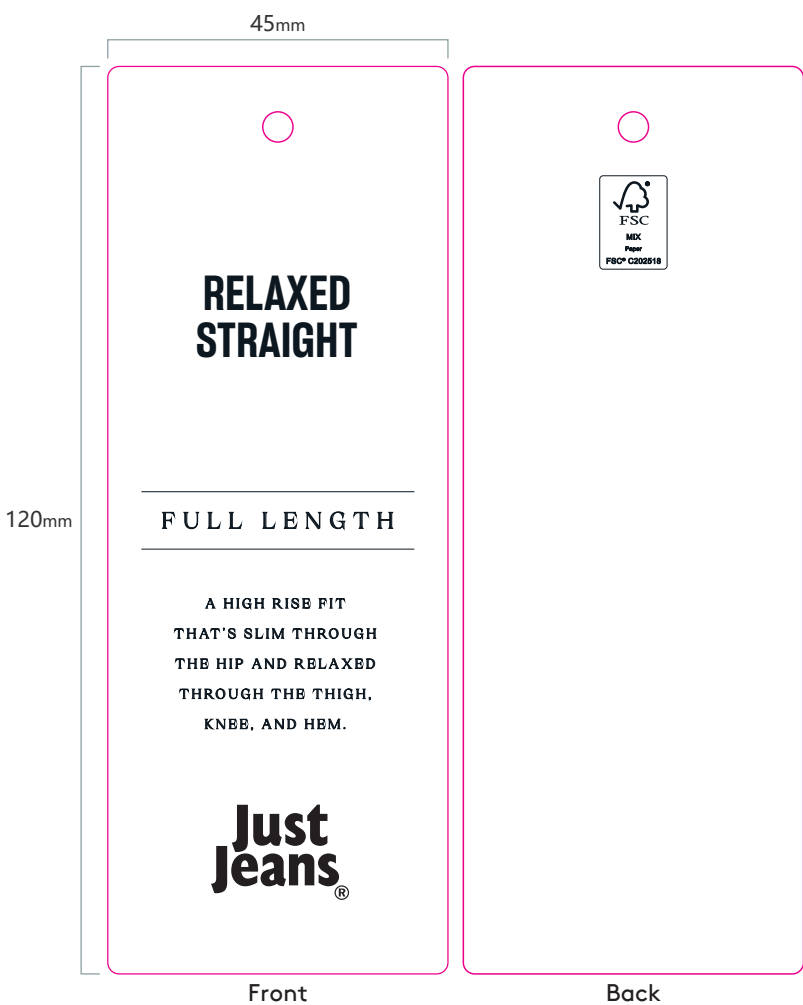 45mm
RELAXED
STRAIGHT
FULL LENGTH
A HIGH RISE FIT
THAT'S SLIM THROUGH
THE HIP AND RELAXED
THROUGH THE THIGH,
KNEE, AND HEM.
Just
Jeans®
120mm
Front
FSC
MIX
Paper
FSC® C202518
Back